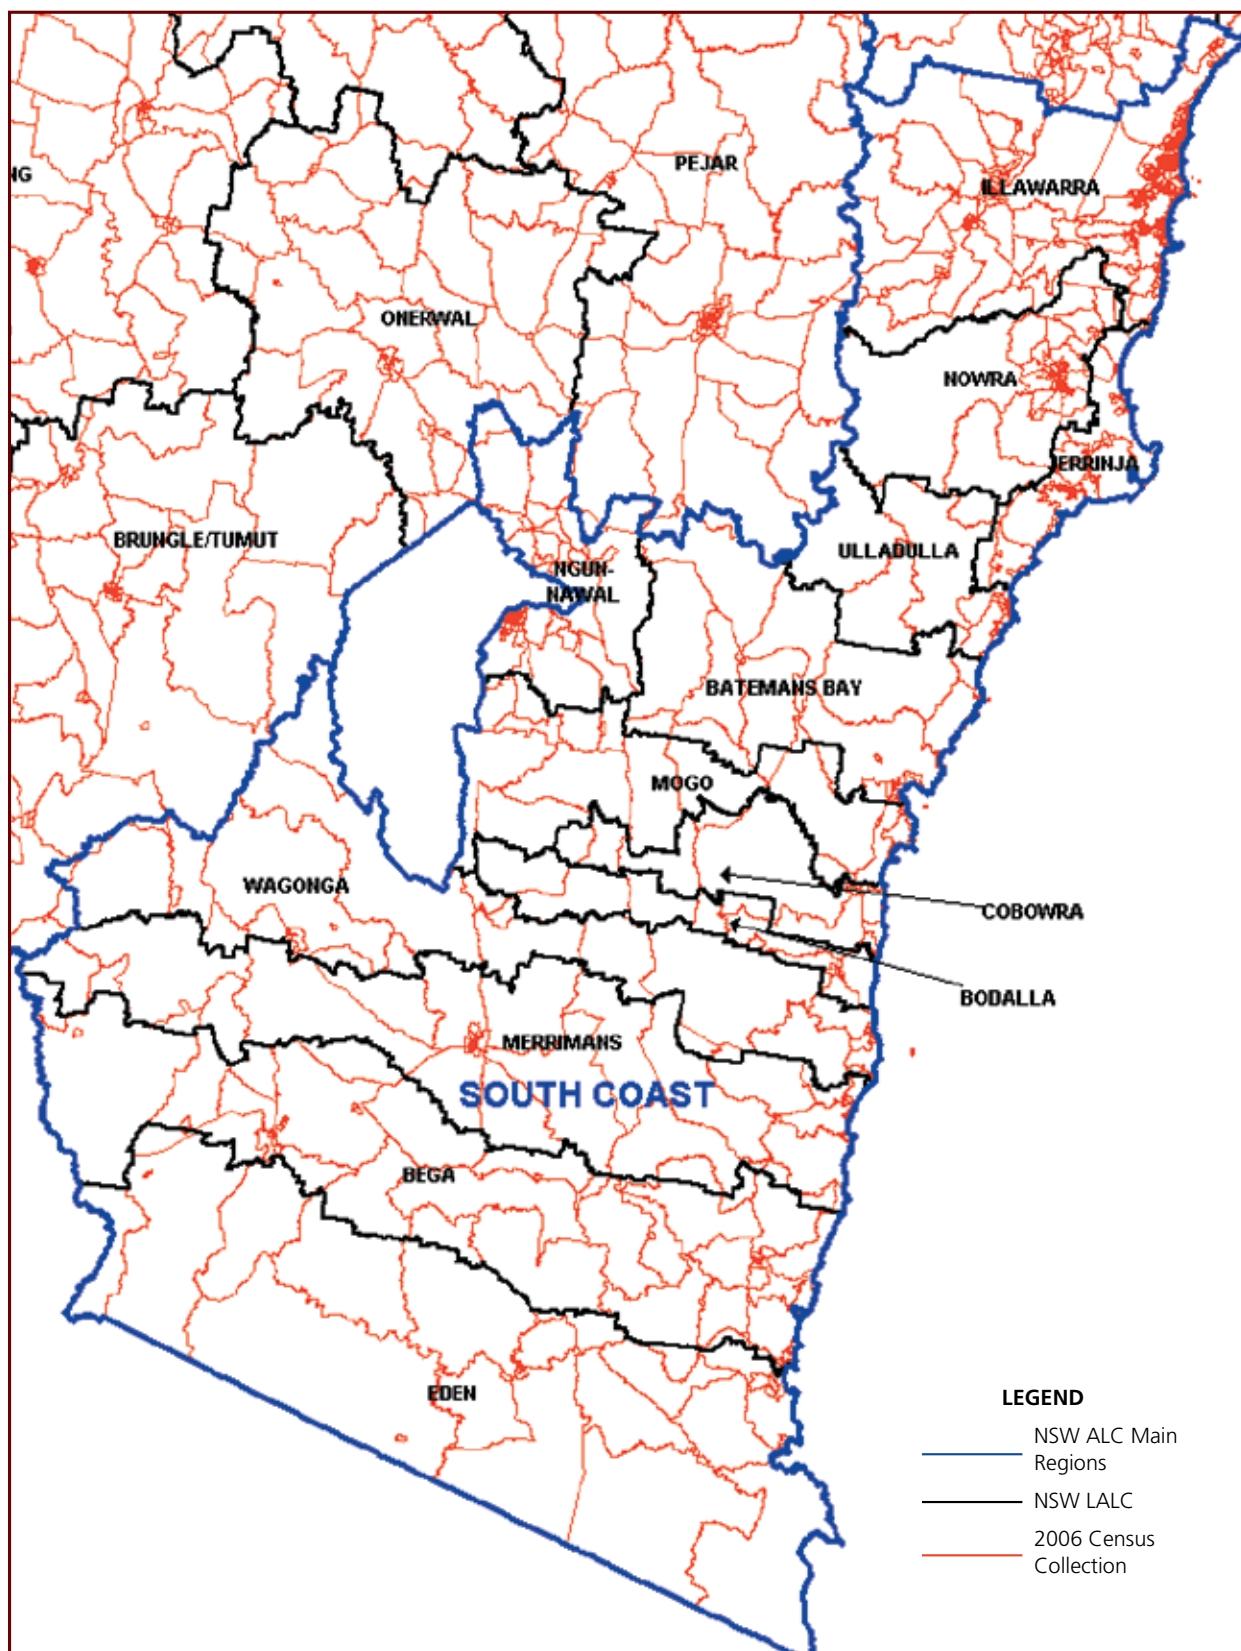 PEJAR
NG
ILLAWARRA
ONERWAL
NOWRA
JERRINJA
BRUNGLE/TUMUT
ULLADULLA
NGUN-
NAWAL
BATEMANS BAY
MOGO
WAGONGA
COBOWRA
BODALLA
MERRIMANS
SOUTH COAST
BEGA
EDEN
LEGEND
NSW ALC Main
Regions
NSW LALC
2006 Census
Collection